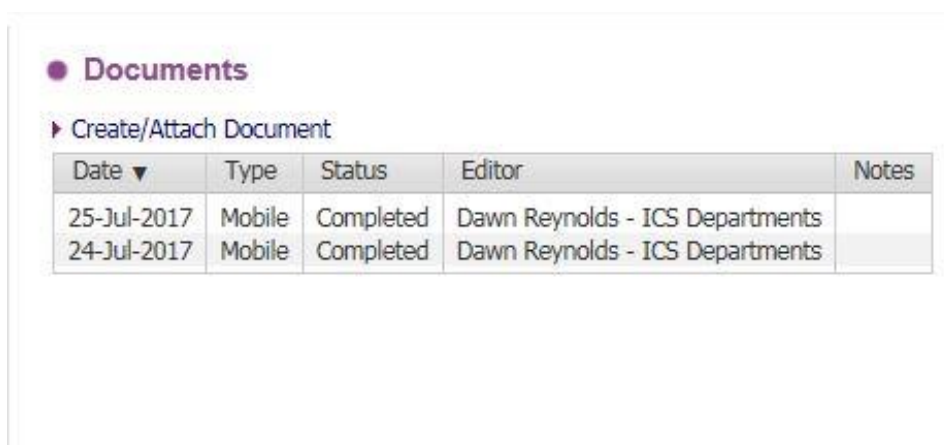 Documents
Create/Attach Document
Date ▼ Type Status Editor Notes
25-Jul-2017 Mobile Completed Dawn Reynolds - ICS Departments
24-Jul-2017 Mobile Completed Dawn Reynolds - ICS Departments